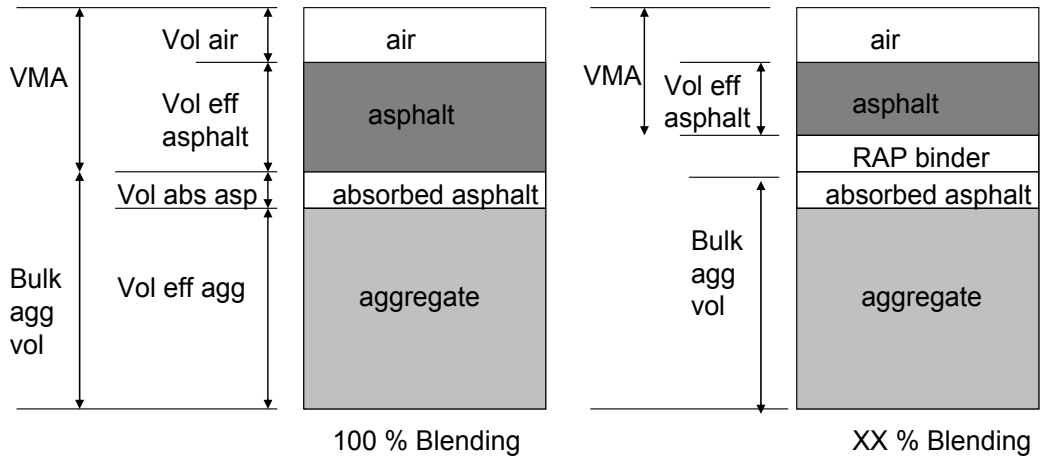 Vol air
VMA
Vol eff
asphalt
Vol abs asp
Bulk
agg
vol
Vol eff agg
air
asphalt
absorbed asphalt
aggregate
100 % Blending
VMA
Vol eff
asphalt
Bulk
agg
vol
air
asphalt
RAP binder
absorbed asphalt
aggregate
XX % Blending